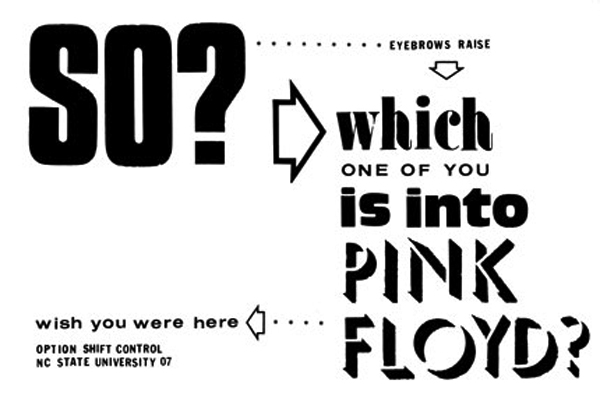 SO?
EYEBROWS RAISE
which
ONE OF YOU
is into
PINK
FLOYD?
wish you were here
OPTION SHIFT CONTROL
NC STATE UNIVERSITY 07